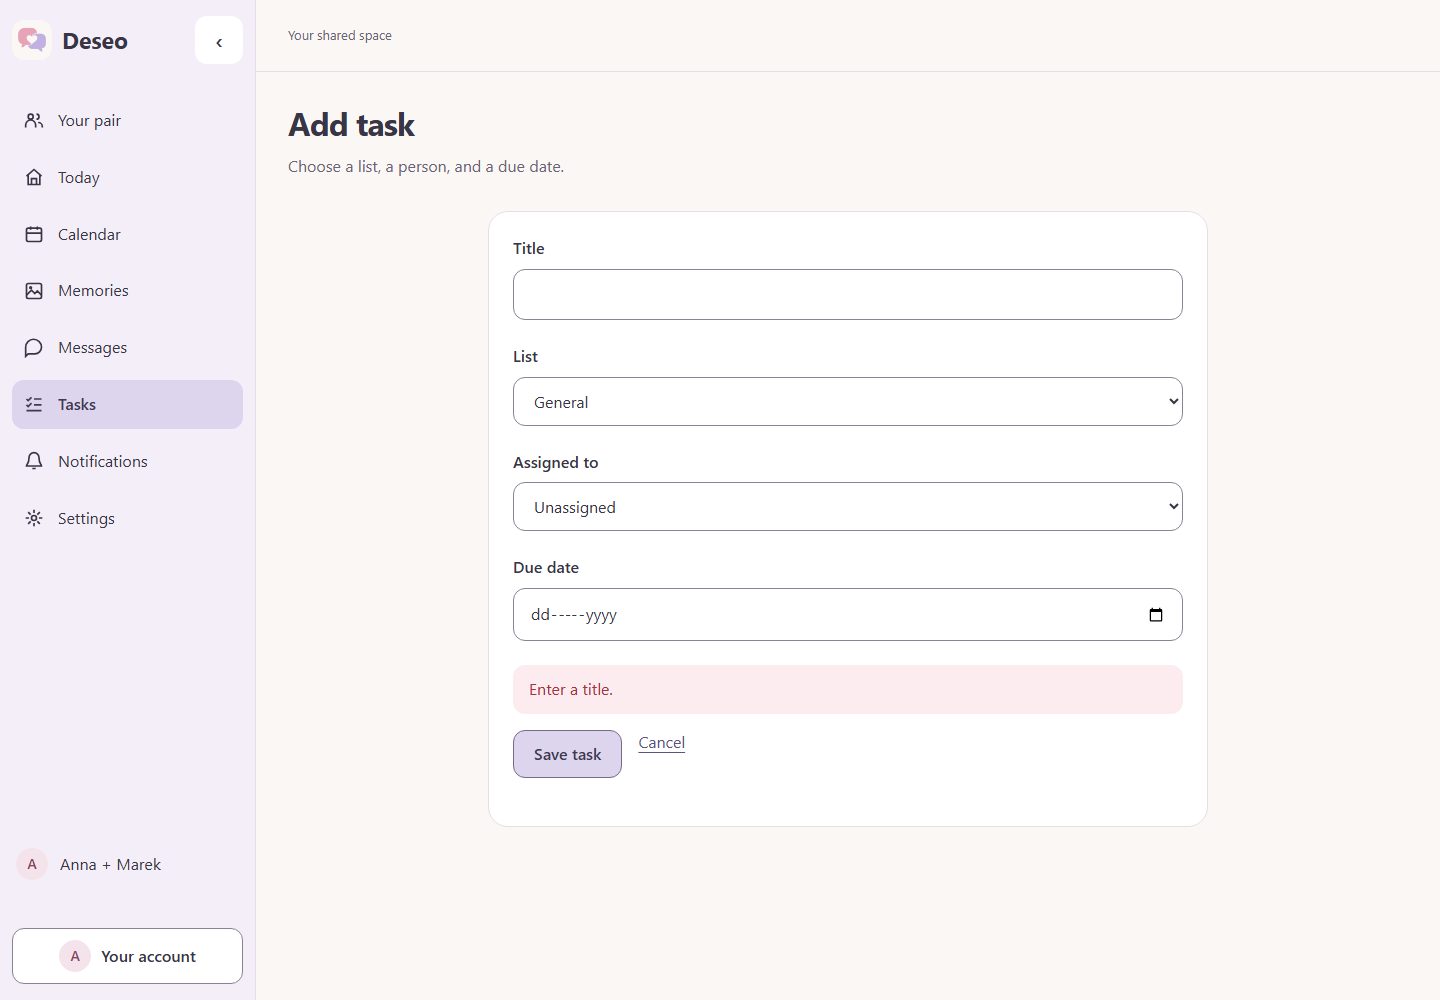 Deseo
‹
Your pair
Today
Calendar
Memories
Messages
Tasks
Notifications
Settings
A Anna + Marek
A Your account
Your shared space
Add task
Choose a list, a person, and a due date.
Title
List
General
Assigned to
Unassigned
Due date
dd-----yyyy
Enter a title.
Save task
Cancel